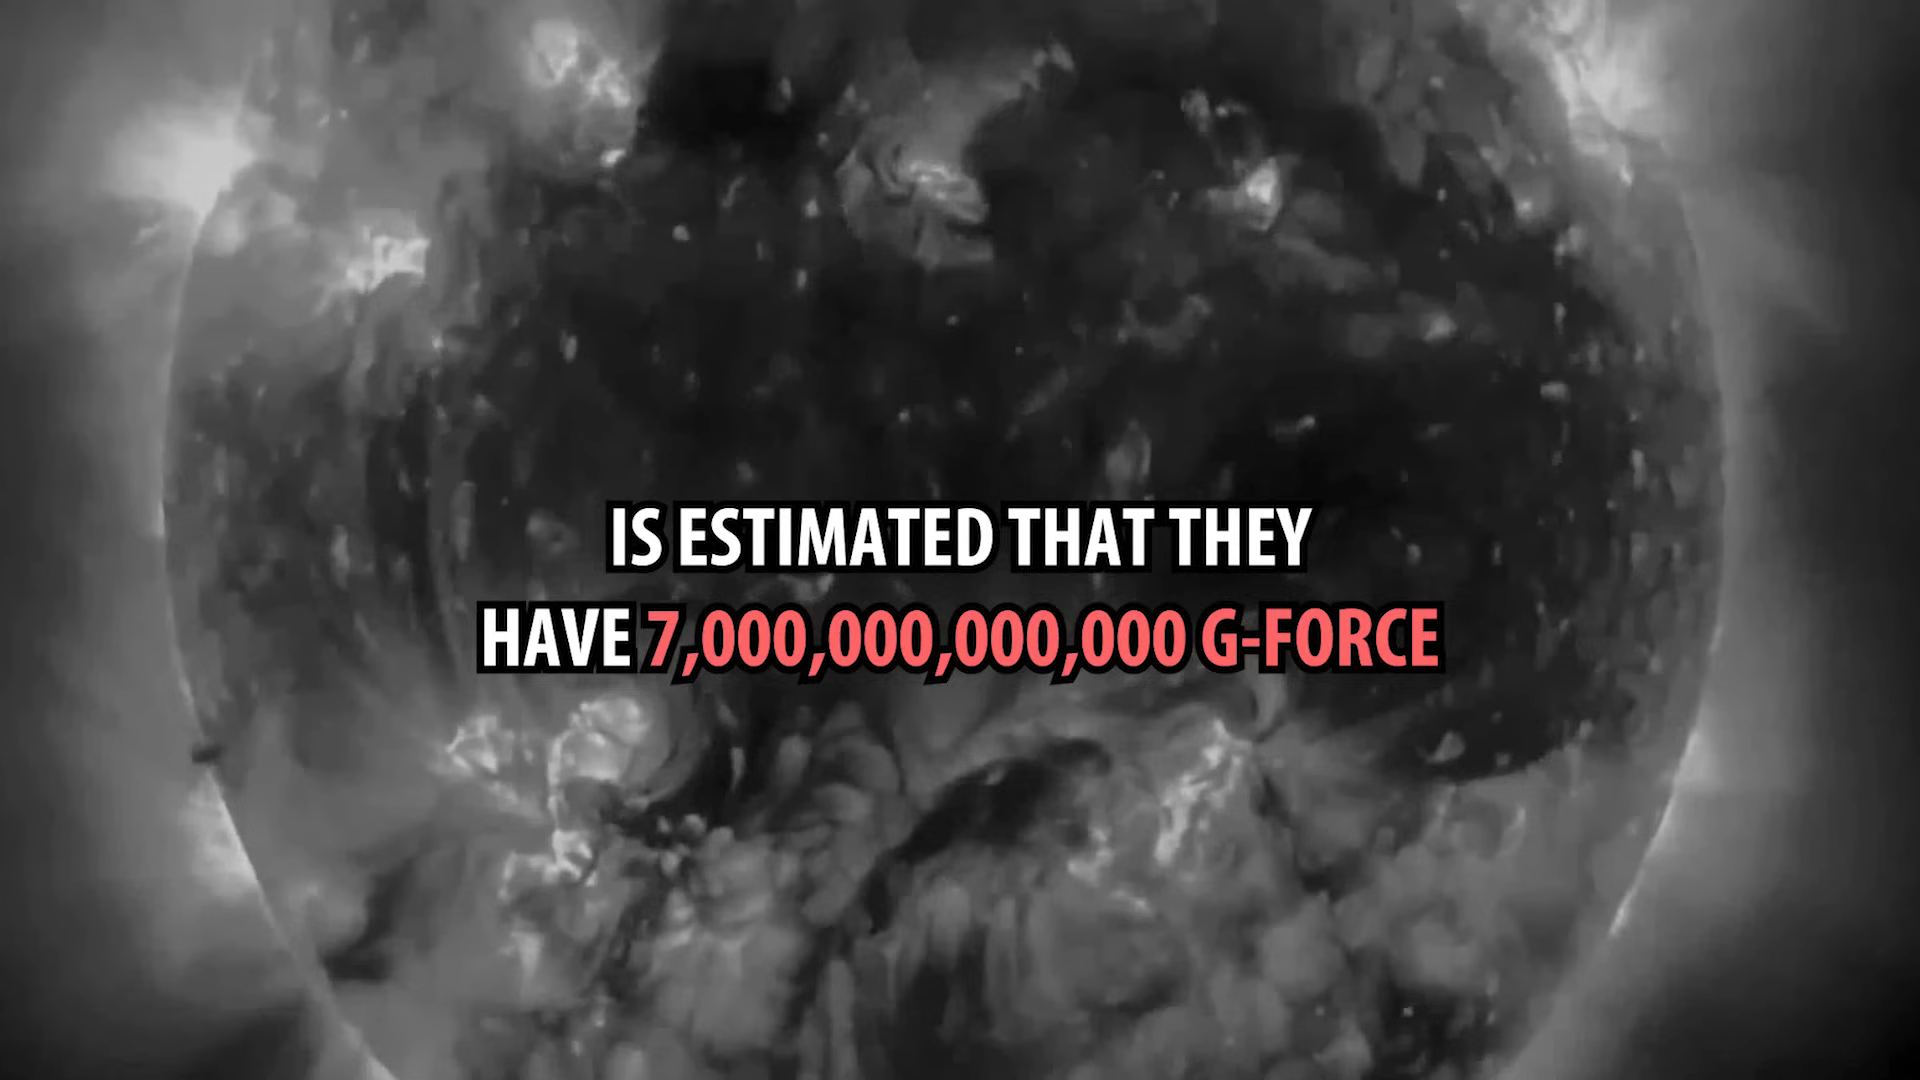 IS ESTIMATED THAT THEY
HAVE 7,000,000,000,000 G-FORCE